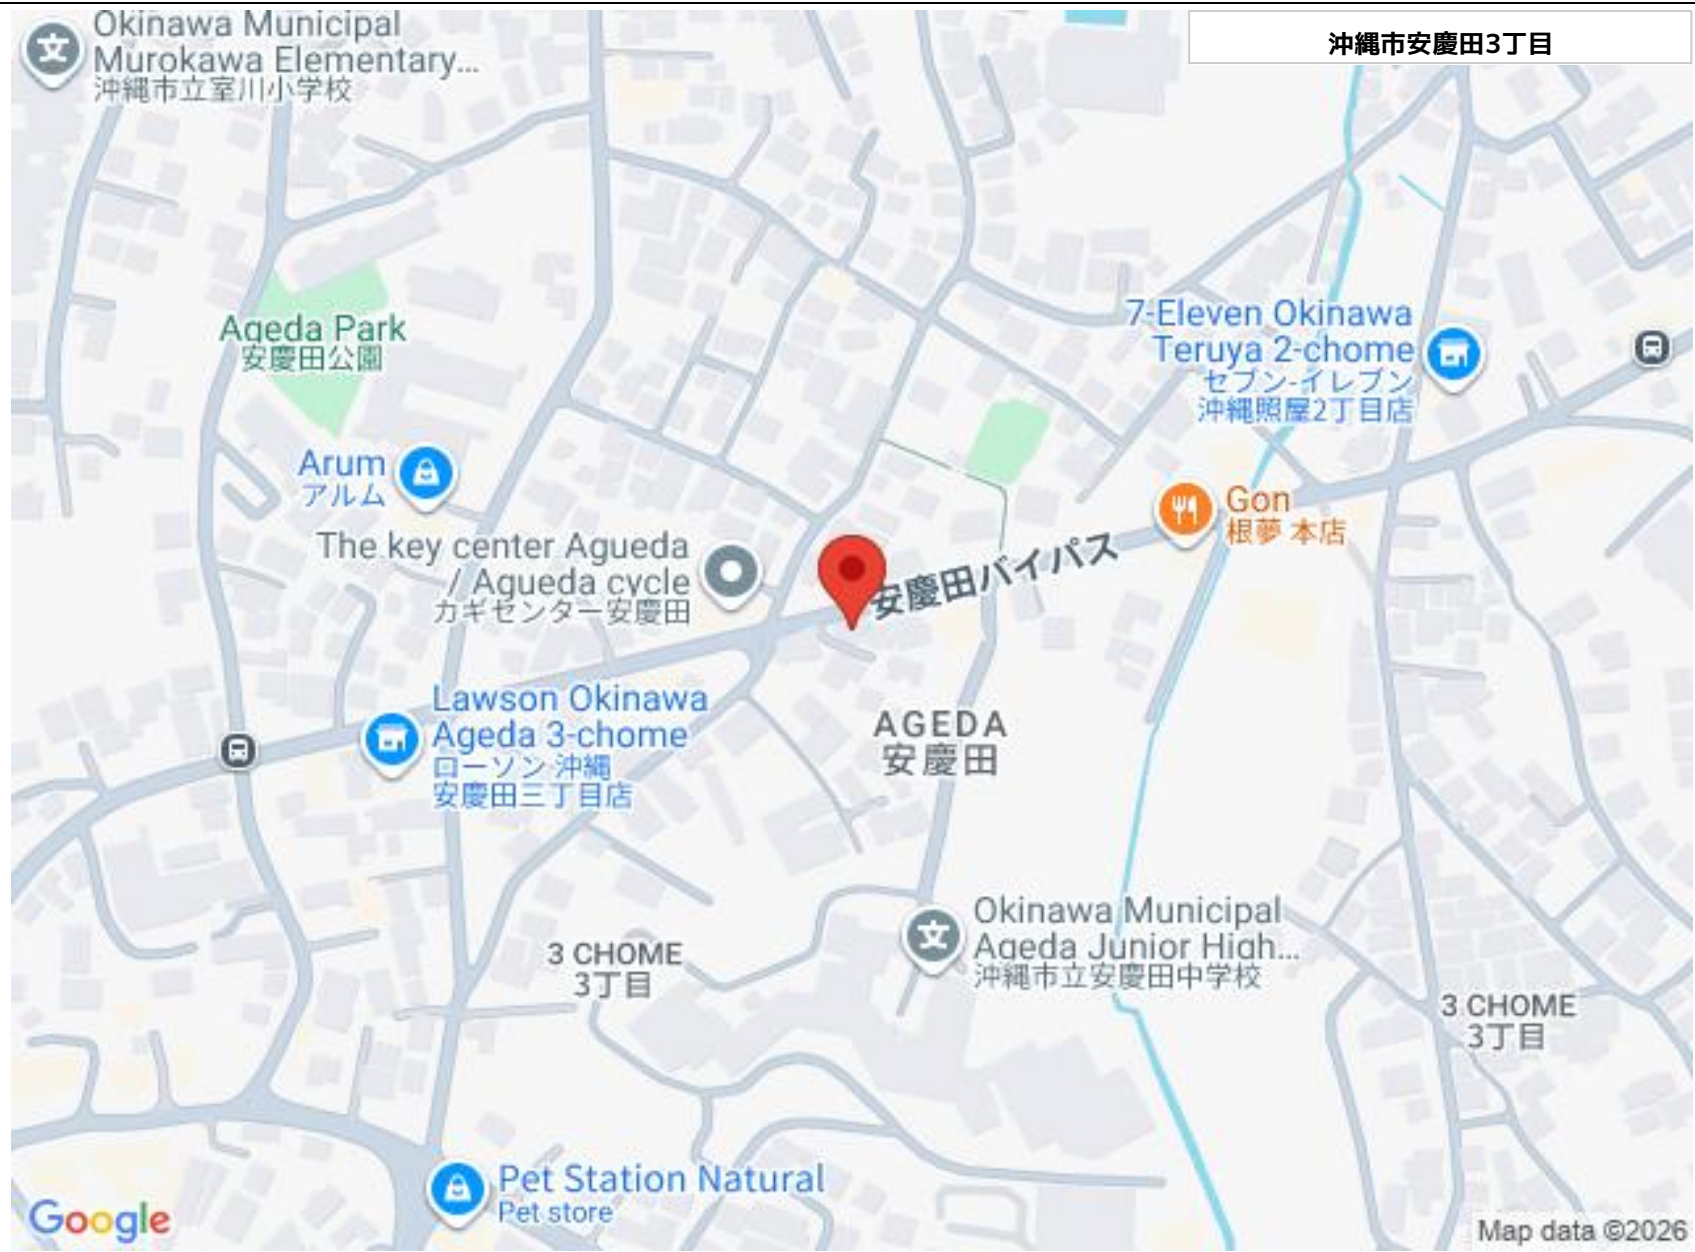 Okinawa Municipal
Murokawa Elementary...
沖縄市立室川小学校
沖縄市安慶田3丁目
Ageda Park
安慶田公園
7-Eleven Okinawa
Teruya 2-chome
セブン-イレブン
沖縄照屋2丁目店
Arum
アルム
Gon
根夢 本店
The key center Agueda
/ Agueda cycle
カギセンター安慶田
安慶田バイパス
Lawson Okinawa
Ageda 3-chome
ローソン 沖縄
安慶田三丁目店
AGEDA
安慶田
Okinawa Municipal
Ageda Junior High...
沖縄市立安慶田中学校
3 CHOME
3丁目
3 CHOME
3丁目
Pet Station Natural
Pet store
Google
Map data ©2026